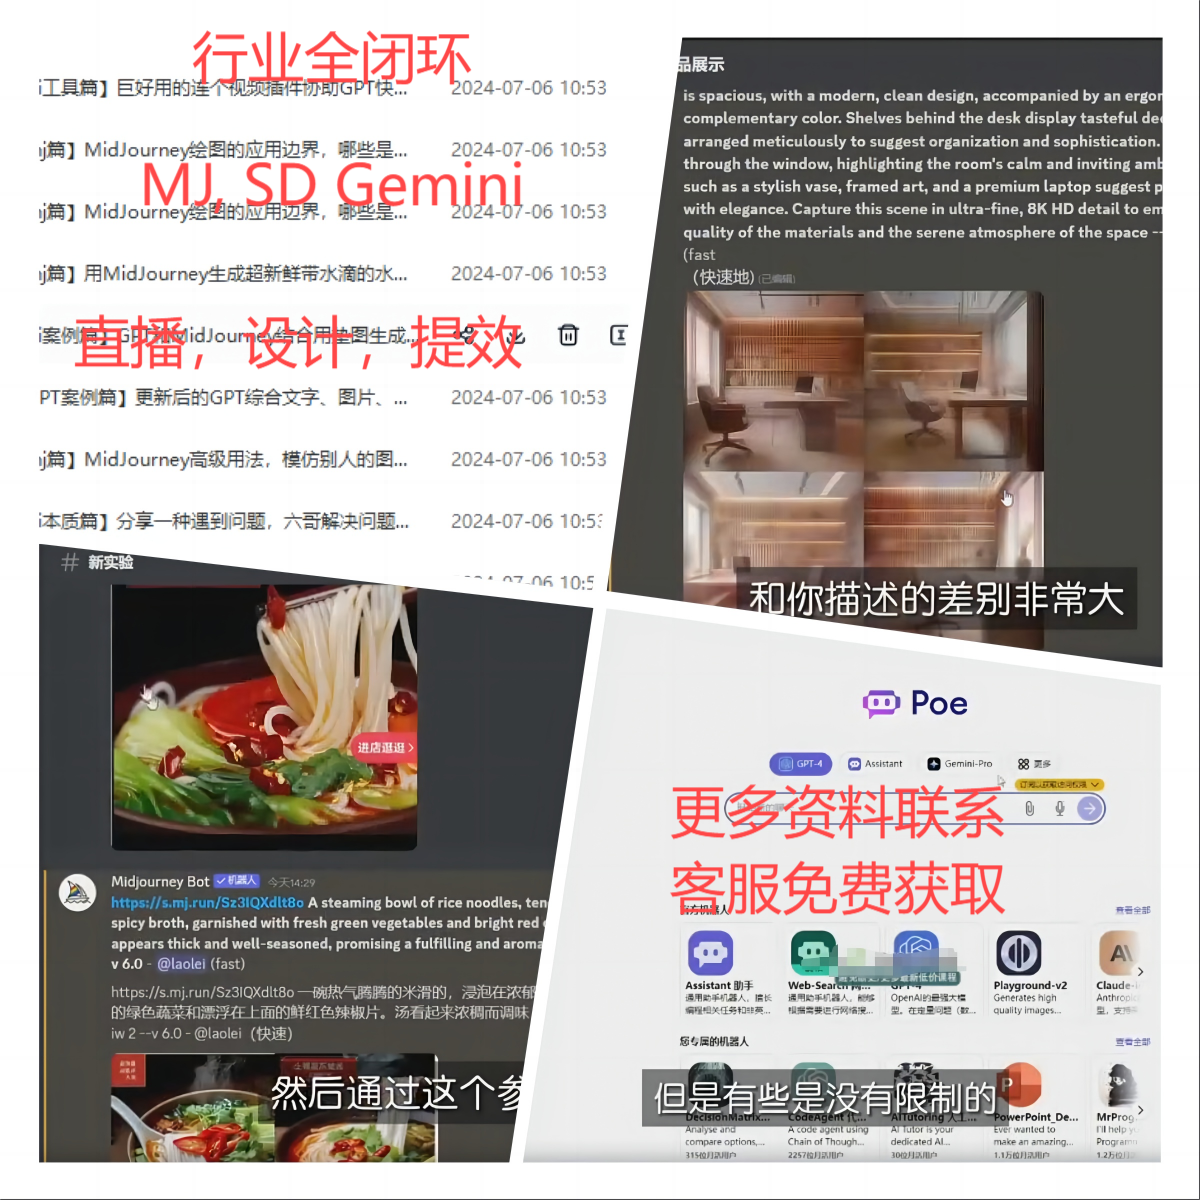 行业全闭环
工具篇】巨好用的连个视频插件协助GPT快... 2024-07-06 10:53
篇】MidJourney绘图的应用边界，哪些是... 2024-07-06 10:53
MJ, SD Gemini
篇】MidJourney绘图的应用边界，哪些是... 2024-07-06 10:53
篇】用MidJourney生成超新鲜带水滴的水... 2024-07-06 10:53
案例篇】GPT和MidJourney结合用垫图生成...
直播，设计，提效
PT案例篇】更新后的GPT综合文字、图片、... 2024-07-06 10:53
篇】MidJourney高级用法，模仿别人的图... 2024-07-06 10:53
本质篇】分享一种遇到问题，六哥解决问题... 2024-07-06 10:53
品展示
is spacious, with a modern, clean design, accompanied by an ergon
complementary color. Shelves behind the desk display tasteful de
arranged meticulously to suggest organization and sophistication.
through the window, highlighting the room's calm and inviting amb
such as a stylish vase, framed art, and a premium laptop suggest p
with elegance. Capture this scene in ultra-fine, 8K HD detail to em
quality of the materials and the serene atmosphere of the space --
(fast
（快速地）(已编辑)
和你描述的差别非常大
# 新实验
进店逛逛 >
Midjourney Bot ✓ 机器人 今天14:29
https://s.mj.run/Sz3IQXdlt8o A steaming bowl of rice noodles, ten
spicy broth, garnished with fresh green vegetables and bright red
appears thick and well-seasoned, promising a fulfilling and aroma
v 6.0 - @laolei (fast)
https://s.mj.run/Sz3IQXdlt8o 一碗热气腾腾的米滑的，浸泡在浓郁
的绿色蔬菜和漂浮在上面的鲜红色辣椒片。汤看起来浓稠而调味
iw 2 --v 6.0 - @laolei（快速）
然后通过这个参
Poe
GPT-4 Assistant Gemini-Pro 更多
更多资料联系
客服免费获取
官方机器人 查看全部
Assistant 助手
通用助手机器人，擅长
编程相关任务和非英...
Web-Search
通用助手机器人，能够
根据需要进行网络搜...
GPT-4
OpenAI的最强大模
型。在定量问题（数...
Playground-v2
Generates high
quality images...
Claude-
Anthropic
型，支持
您专属的机器人 查看全部
DecisionMatrix...
Analyse and
compare options,...
315位月活用户
CodeAgent
A code agent using
Chain of Though...
2257位月活用户
AITutoring
AI Tutor is your
dedicated AI...
30位月活用户
PowerPoint_De...
Ever wanted to
make an amazing...
1.1万位月活用户
MrProg
I'll help y
Program
1.2万位月
但是有些是没有限制的